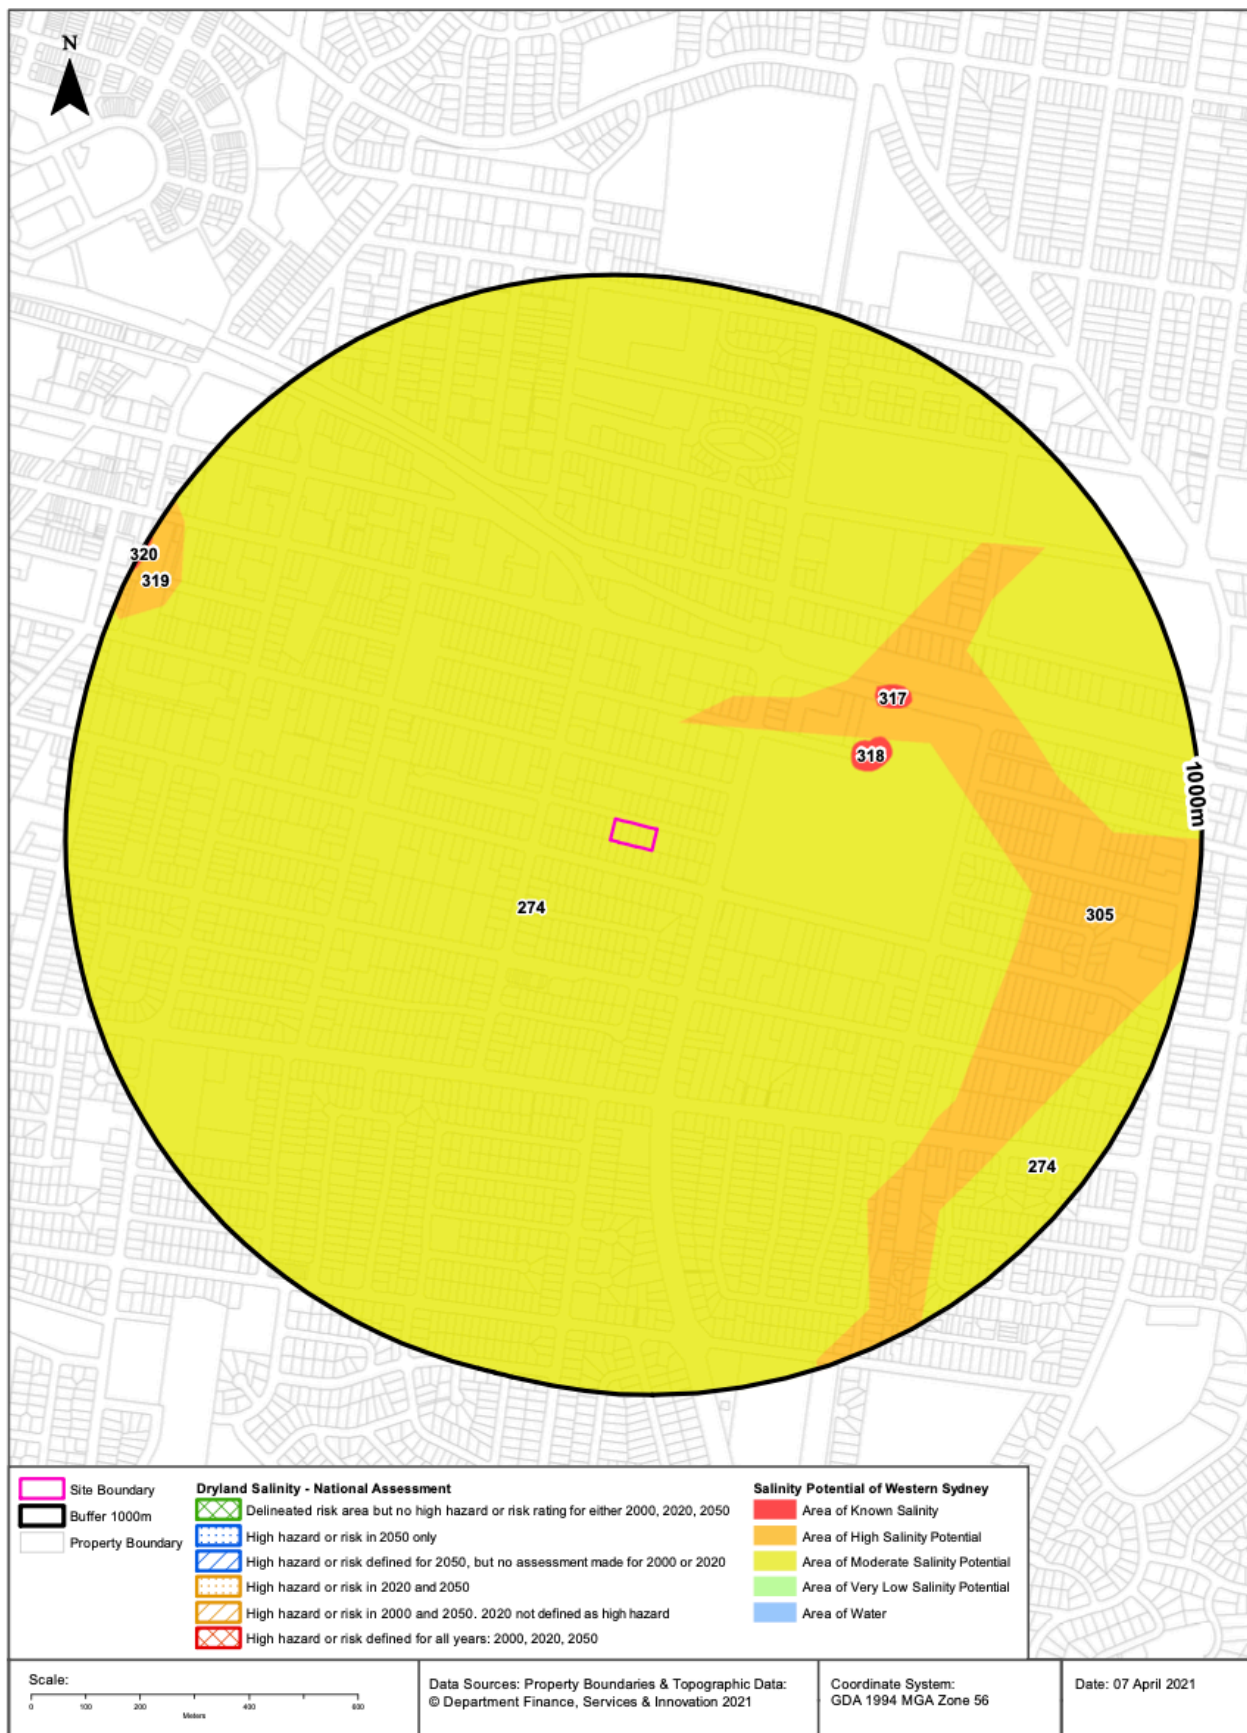 N
320
319
317
318
1000m
274
305
274
Site Boundary
Buffer 1000m
Property Boundary
Dryland Salinity - National Assessment
Delineated risk area but no high hazard or risk rating for either 2000, 2020, 2050
High hazard or risk in 2050 only
High hazard or risk defined for 2050, but no assessment made for 2000 or 2020
High hazard or risk in 2020 and 2050
High hazard or risk in 2000 and 2050. 2020 not defined as high hazard
High hazard or risk defined for all years: 2000, 2020, 2050
Salinity Potential of Western Sydney
Area of Known Salinity
Area of High Salinity Potential
Area of Moderate Salinity Potential
Area of Very Low Salinity Potential
Area of Water
Scale:
0 100 200 400 600
Meters
Data Sources: Property Boundaries & Topographic Data:
© Department Finance, Services & Innovation 2021
Coordinate System:
GDA 1994 MGA Zone 56
Date: 07 April 2021